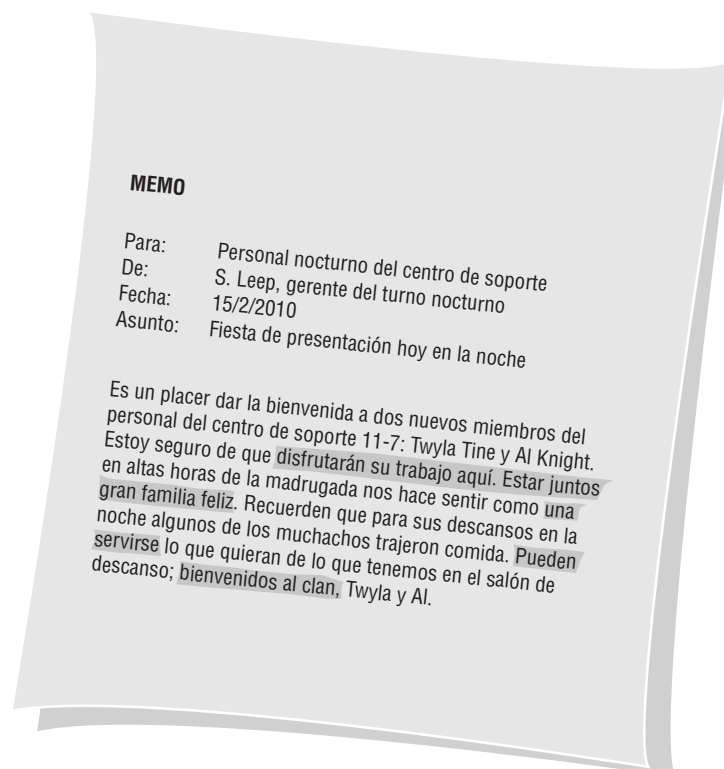 MEMO
Para: Personal nocturno del centro de soporte
De: S. Leep, gerente del turno nocturno
Fecha: 15/2/2010
Asunto: Fiesta de presentación hoy en la noche
Es un placer dar la bienvenida a dos nuevos miembros del
personal del centro de soporte 11-7: Twyla Tine y Al Knight.
Estoy seguro de que disfrutarán su trabajo aquí. Estar juntos
en altas horas de la madrugada nos hace sentir como una
gran familia feliz. Recuerden que para sus descansos en la
noche algunos de los muchachos trajeron comida. Pueden
servirse lo que quieran de lo que tenemos en el salón de
descanso; bienvenidos al clan, Twyla y Al.